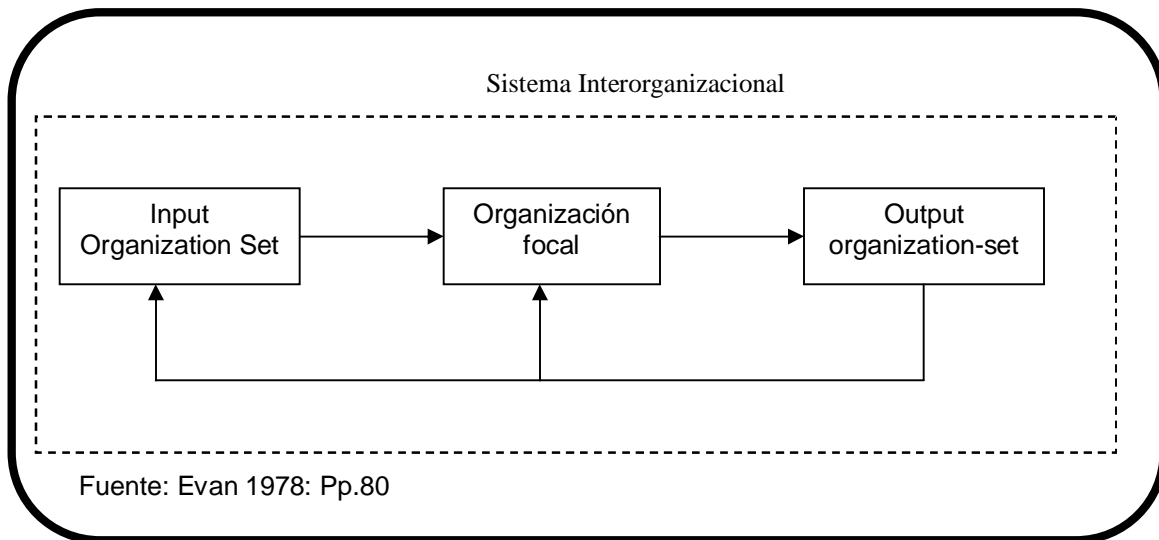 Sistema Interorganizacional
Input
Organization Set
Organización
focal
Output
organization-set
Fuente: Evan 1978: Pp.80